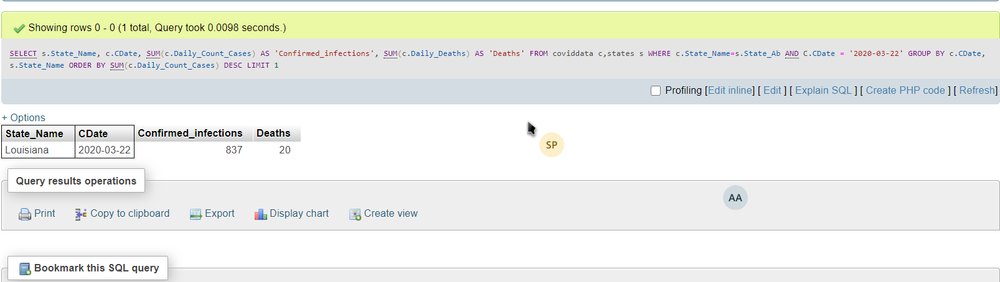 Showing rows 0 - 0 (1 total, Query took 0.0098 seconds.)
SELECT s.State_Name, c.CDate, SUM(c.Daily_Count_Cases) AS 'Confirmed_infections', SUM(c.Daily_Deaths) AS 'Deaths' FROM coviddata c,states s WHERE c.State_Name=s.State_Ab AND C.CDate = '2020-03-22' GROUP BY c.CDate,
s.State_Name ORDER BY SUM(c.Daily_Count_Cases) DESC LIMIT 1
Profiling [Edit inline] [ Edit ] [ Explain SQL ] [ Create PHP code ] [ Refresh]
+ Options
State_Name CDate Confirmed_infections Deaths
Louisiana 2020-03-22 837 20
SP
Query results operations
AA
Print Copy to clipboard Export Display chart Create view
Bookmark this SQL query